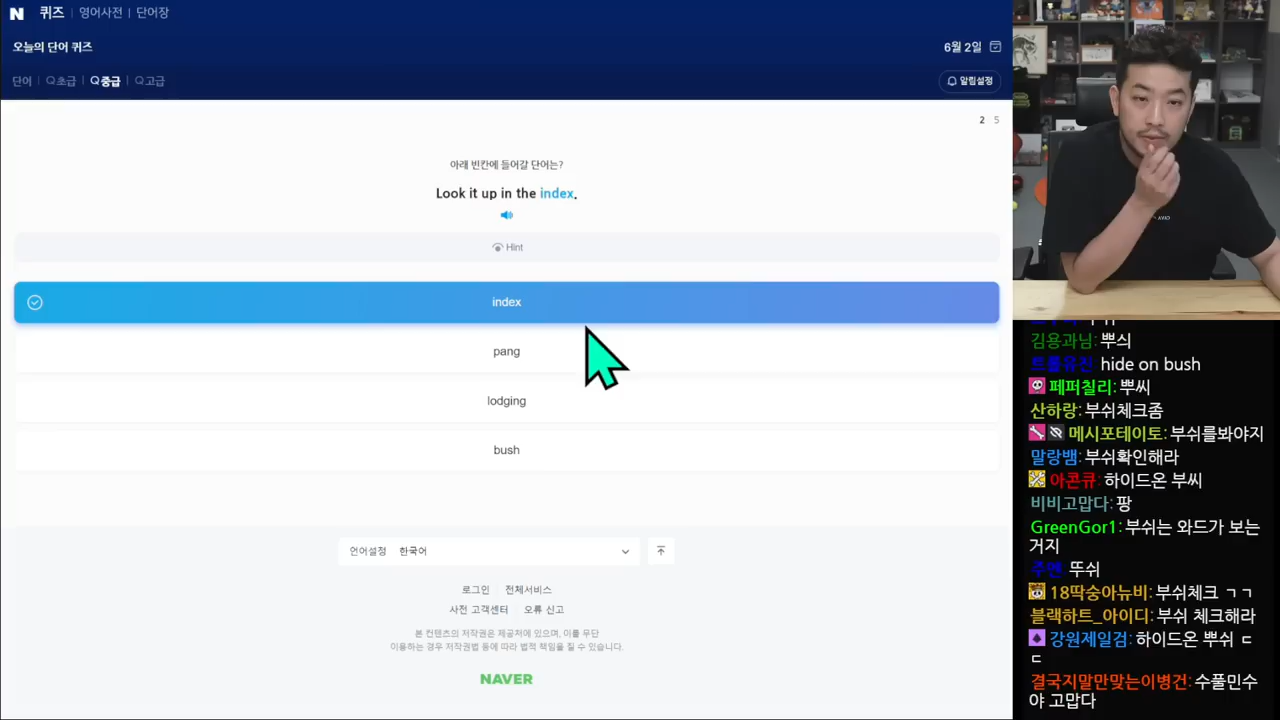 N 퀴즈 | 영어사전 | 단어장
오늘의 단어 퀴즈
6월 2일
단어 | 초급 | 중급 | 고급
알림설정
2 5
아래 빈칸에 들어갈 단어는?
Look it up in the index.
Hint
index
pang
lodging
bush
언어설정 한국어
로그인 전체서비스
사전 고객센터 오류 신고
본 컨텐츠의 저작권은 제공처에 있으며, 이를 무단
이용하는 경우 저작권법 등에 따라 법적 책임을 질 수 있습니다.
NAVER
김용과님: 뿌싀
트롤유진: hide on bush
페퍼칠리: 뿌씨
산하랑: 부쉬체크좀
메시포테이토: 부쉬를봐야지
말랑뱀: 부쉬확인해라
아콘큐: 하이드온 부씨
비비고맙다: 팡
GreenGor1: 부쉬는 와드가 보는
거지
주연: 뚜쉬
18딱숭아뉴비: 부쉬체크 ㄱㄱ
블랙하트_아이디: 부쉬 체크해라
강원제일검: 하이드온 뿌쉬 ㄷ
ㄷ
결국지말만맞는이병건: 수풀민수
야 고맙다